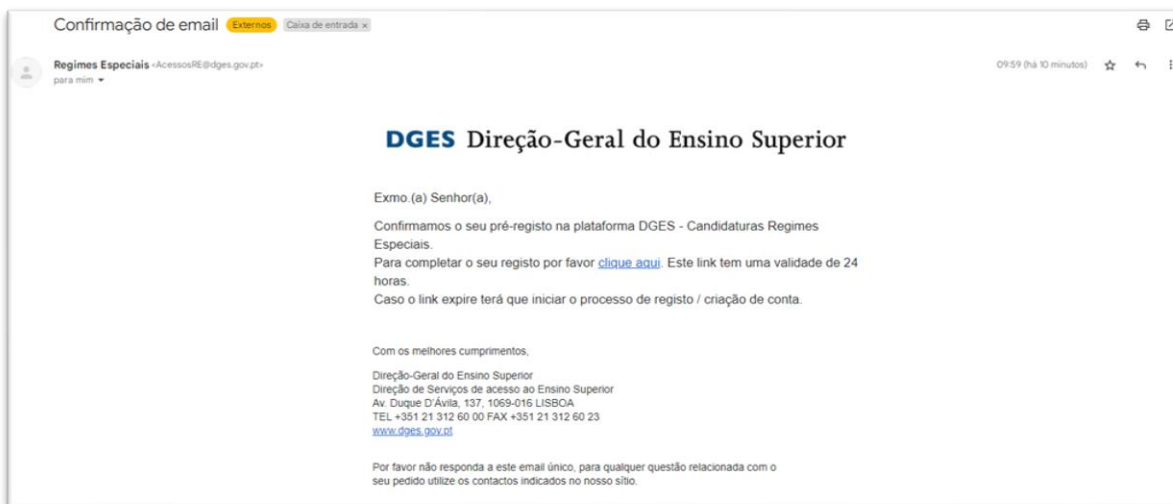 Confirmação de email Externos Caixa de entrada x
Regimes Especiais <AcessosRE@dges.gov.pt>
09:59 (há 10 minutos)
para mim
DGES Direção-Geral do Ensino Superior
Exmo.(a) Senhor(a),
Confirmamos o seu pré-registo na plataforma DGES - Candidaturas Regimes
Especiais.
Para completar o seu registo por favor clique aqui. Este link tem uma validade de 24
horas.
Caso o link expire terá que iniciar o processo de registo / criação de conta.
Com os melhores cumprimentos,
Direção-Geral do Ensino Superior
Direção de Serviços de acesso ao Ensino Superior
Av. Duque D'Ávila, 137, 1069-016 LISBOA
TEL +351 21 312 60 00 FAX +351 21 312 60 23
www.dges.gov.pt
Por favor não responda a este email único, para qualquer questão relacionada com o
seu pedido utilize os contactos indicados no nosso sítio.